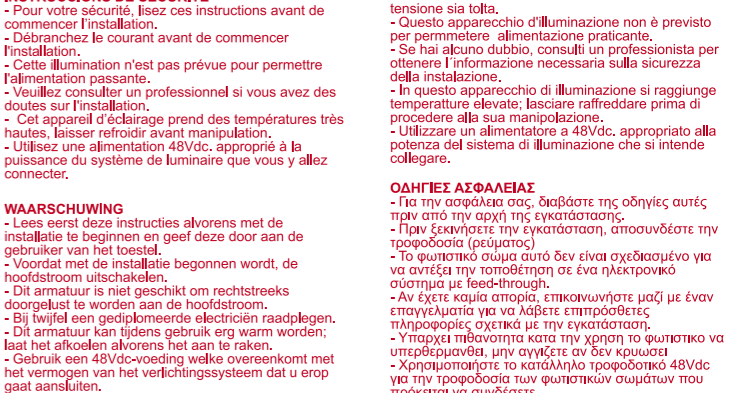 - Pour votre sécurité, lisez ces instructions avant de
commencer l'installation.
- Débranchez le courant avant de commencer
l'installation.
- Cette illumination n'est pas prévue pour permettre
l'alimentation passante.
- Veuillez consulter un professionnel si vous avez des
doutes sur l'installation.
- Cet appareil d'éclairage prend des températures très
hautes, laisser refroidir avant manipulation.
- Utilisez une alimentation 48Vdc. approprié à la
puissance du système de luminaire que vous y allez
connecter.
WAARSCHUWING
- Lees eerst deze instructies alvorens met de
installatie te beginnen en geef deze door aan de
gebruiker van het toestel.
- Voordat met de installatie begonnen wordt, de
hoofdstroom uitschakelen.
- Dit armatuur is niet geschikt om rechtstreeks
doorgelust te worden aan de hoofdstroom.
- Bij twijfel een gediplomeerde electriciën raadplegen.
- Dit armatuur kan tijdens gebruik erg warm worden;
laat het afkoelen alvorens het aan te raken.
- Gebruik een 48Vdc-voeding welke overeenkomt met
het vermogen van het verlichtingssysteem dat u erop
gaat aansluiten.
tensione sia tolta.
- Questo apparecchio d'illuminazione non è previsto
per permmetere alimentazione praticante.
- Se hai alcuno dubbio, consulti un professionista per
ottenere l´informazione necessaria sulla sicurezza
della instalazione.
- In questo apparecchio di illuminazione si raggiunge
temperatture elevate; lasciare raffreddare prima di
procedere alla sua manipolazione.
- Utilizzare un alimentatore a 48Vdc. appropriato alla
potenza del sistema di illuminazione che si intende
collegare.
ΟΔΗΓΙΕΣ ΑΣΦΑΛΕΙΑΣ
- Για την ασφάλεια σας, διαβάστε της οδηγίες αυτές
πριν από την αρχή της εγκατάστασης.
- Πριν ξεκινήσετε την εγκατάσταση, αποσυνδέστε την
τροφοδοσία (ρεύματος)
- Το φωτιστικό σώμα αυτό δεν είναι σχεδιασμένο για
να αντέξει την τοποθέτηση σε ένα ηλεκτρονικό
σύστημα με feed-through.
- Αν έχετε καμία απορία, επικοινωνήστε μαζί με έναν
επαγγελματία για να λάβετε επιπρόσθετες
πληροφορίες σχετικά με την εγκατάσταση.
- Υπαρχει πιθανοτητα κατα την χρηση το φωτιστικο να
υπερθερμανθει, μην αγγιζετε αν δεν κρυωσει
- Χρησιμοποιήστε το κατάλληλο τροφοδοτικό 48Vdc
για την τροφοδοσία των φωτιστικών σωμάτων που
πρόκειται να συνδέσετε